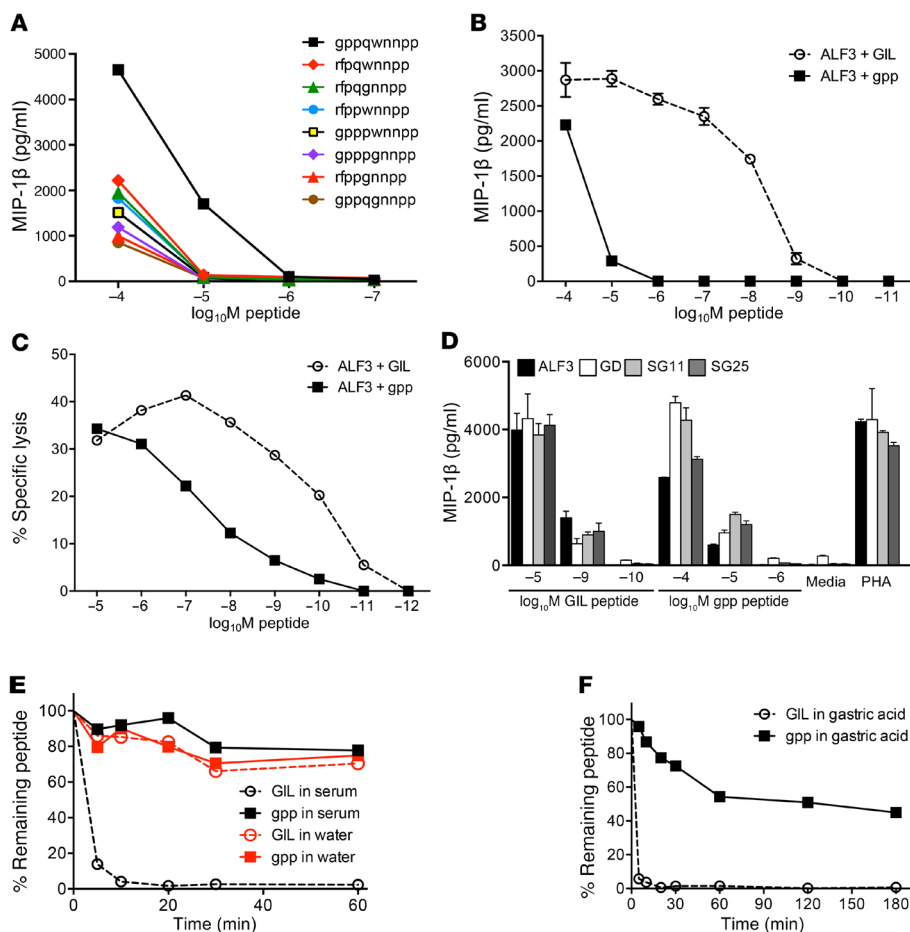 A
MIP-1β (pg/ml)
5000
4000
3000
2000
1000
0
−4
−5
−6
−7
log10M peptide
gppqwnnpp
rfpqwnnpp
rfpqgnnpp
rfppwnnpp
gpppwnnpp
gpppgnnpp
rfppgnnpp
gppqgnnpp
B
MIP-1β (pg/ml)
3500
3000
2500
2000
1500
1000
500
0
−4
−5
−6
−7
−8
−9
−10
−11
log10M peptide
ALF3 + GIL
ALF3 + gpp
C
% Specific lysis
50
40
30
20
10
0
−5
−6
−7
−8
−9
−10
−11
−12
log10M peptide
ALF3 + GIL
ALF3 + gpp
D
ALF3 GD SG11 SG25
MIP-1β (pg/ml)
6000
4000
2000
0
−5 −9 −10 −4 −5 −6 Media PHA
log10M GIL peptide
log10M gpp peptide
E
% Remaining peptide
100
80
60
40
20
0
0 20 40 60
Time (min)
GIL in serum
gpp in serum
GIL in water
gpp in water
F
% Remaining peptide
100
80
60
40
20
0
0 30 60 90 120 150 180
Time (min)
GIL in gastric acid
gpp in gastric acid